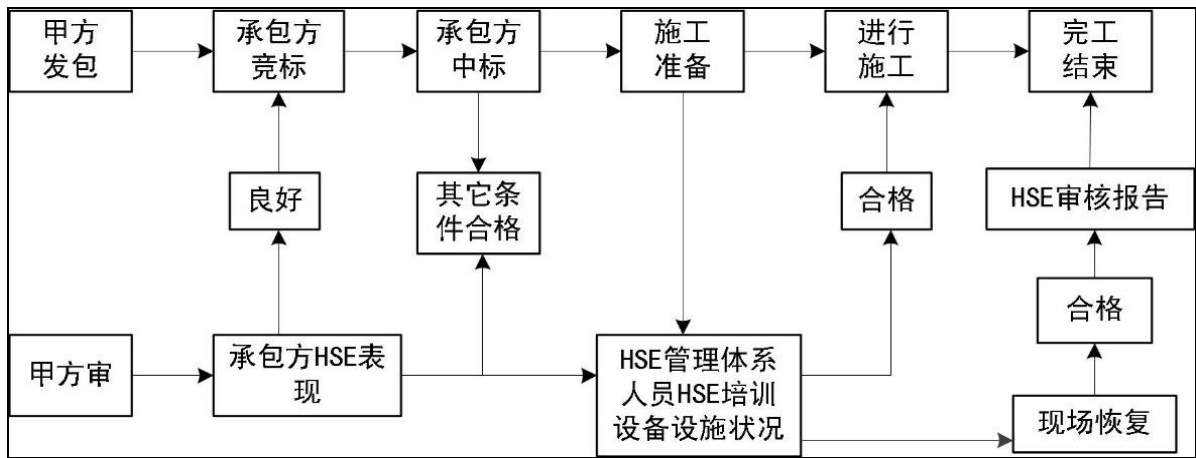 甲方
发包
承包方
竞标
承包方
中标
施工
准备
进行
施工
完工
结束
良好
其它条
件合格
合格
HSE审核报告
合格
甲方审
承包方HSE表
现
HSE管理体系
人员HSE培训
设备设施状况
现场恢复